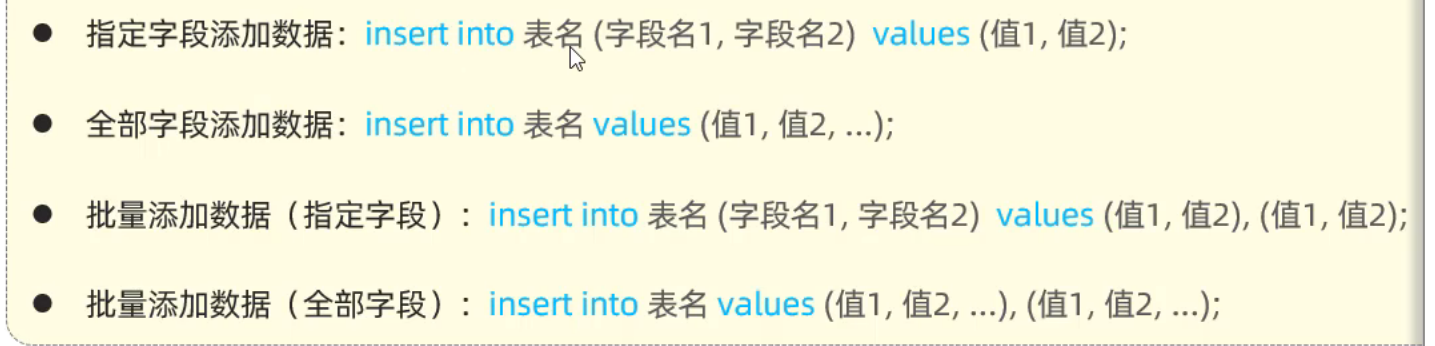 ● 指定字段添加数据：insert into 表名 (字段名1, 字段名2)  values (值1, 值2);
● 全部字段添加数据：insert into 表名 values (值1, 值2, ...);
● 批量添加数据（指定字段）：insert into 表名 (字段名1, 字段名2)  values (值1, 值2), (值1, 值2);
● 批量添加数据（全部字段）：insert into 表名 values (值1, 值2, ...), (值1, 值2, ...);